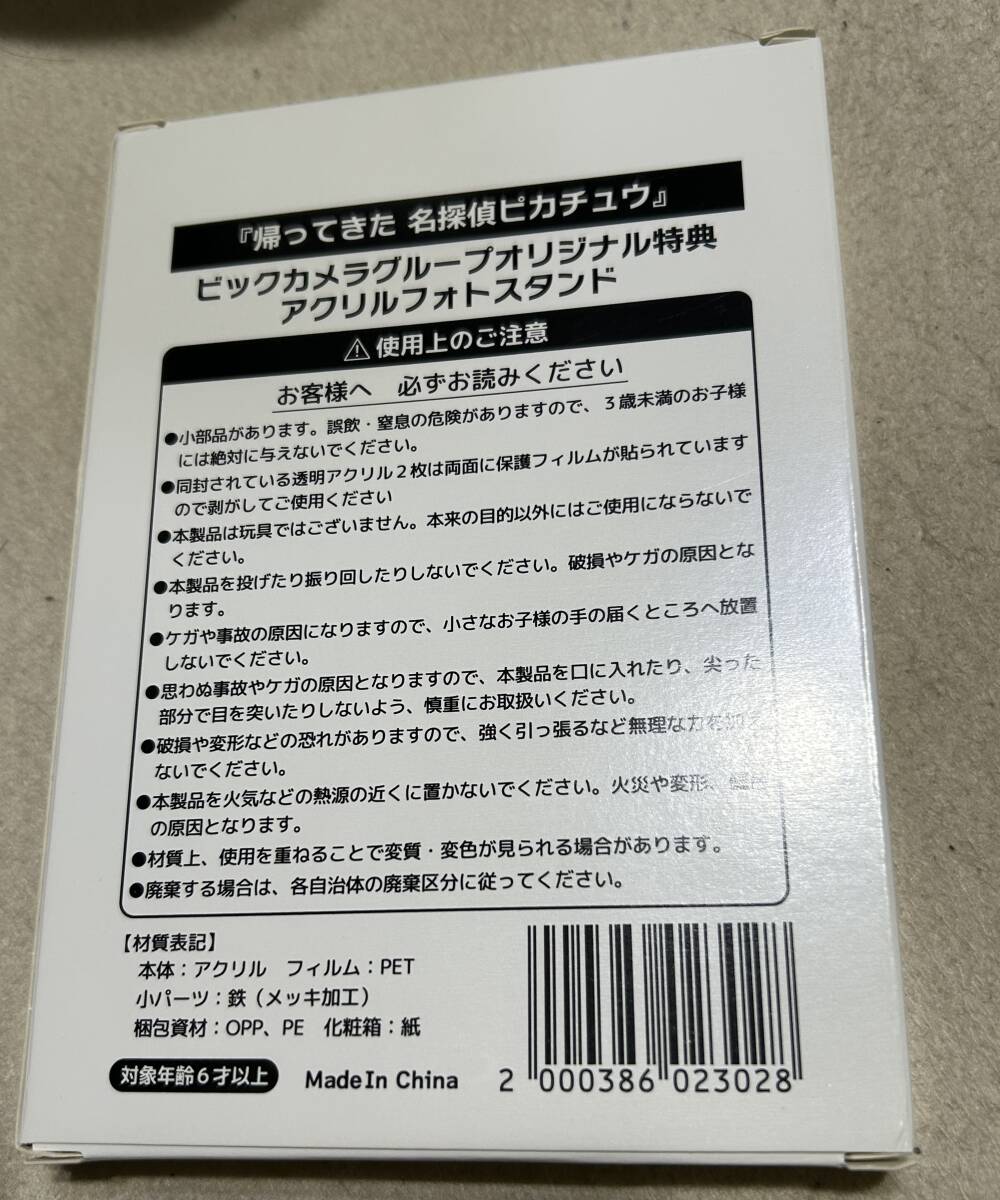 『帰ってきた 名探偵ピカチュウ』
ビックカメラグループオリジナル特典
アクリルフォトスタンド
⚠使用上のご注意
お客様へ 必ずお読みください
●小部品があります。誤飲・窒息の危険がありますので、３歳未満のお子様
には絶対に与えないでください。
●同封されている透明アクリル２枚は両面に保護フィルムが貼られています
ので剥がしてご使用ください
●本製品は玩具ではございません。本来の目的以外にはご使用にならないで
ください。
●本製品を投げたり振り回したりしないでください。破損やケガの原因とな
ります。
●ケガや事故の原因になりますので、小さなお子様の手の届くところへ放置
しないでください。
●思わぬ事故やケガの原因となりますので、本製品を口に入れたり、尖った
部分で目を突いたりしないよう、慎重にお取扱いください。
●破損や変形などの恐れがありますので、強く引っ張るなど無理な力を加え
ないでください。
●本製品を火気などの熱源の近くに置かないでください。火災や変形、
の原因となります。
●材質上、使用を重ねることで変質・変色が見られる場合があります。
●廃棄する場合は、各自治体の廃棄区分に従ってください。
【材質表記】
本体：アクリル フィルム：PET
小パーツ：鉄（メッキ加工）
梱包資材：OPP、PE 化粧箱：紙
対象年齢６才以上 MadeIn China 2 000386 023028